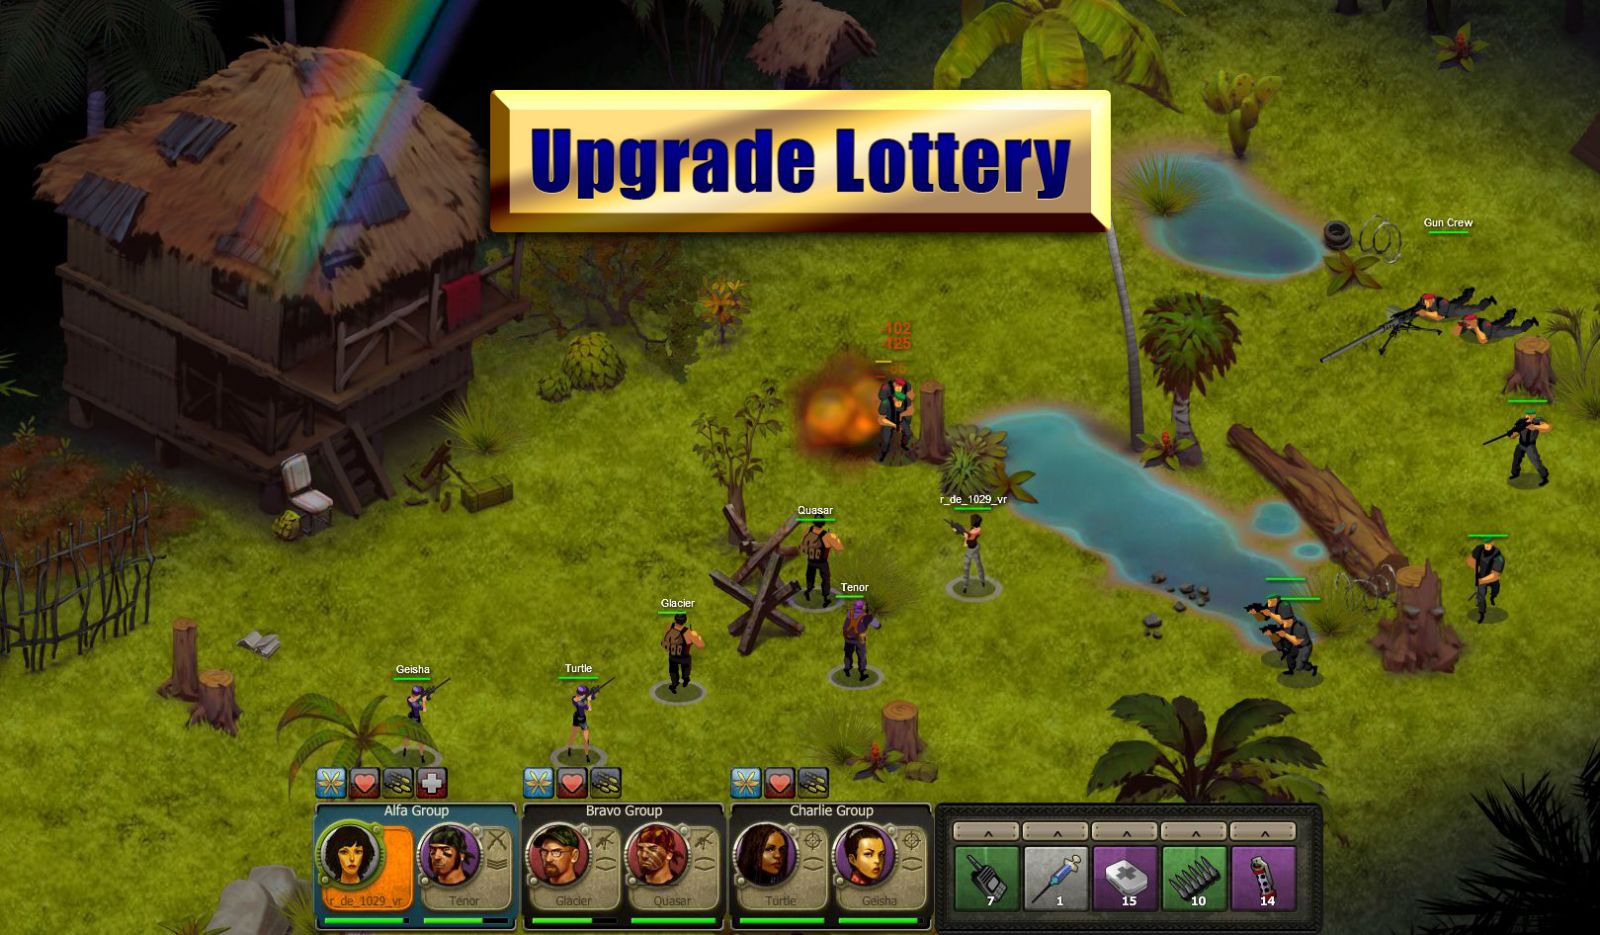 Upgrade Lottery
Gun Crew
-102
-125
r_de_1029_vr
Quasar
Tenor
Glacier
Geisha
Turtle
Alfa Group
Bravo Group
Charlie Group
r_de_1029_vr
Tenor
Glacier
Quasar
Turtle
Geisha
7
1
15
10
14